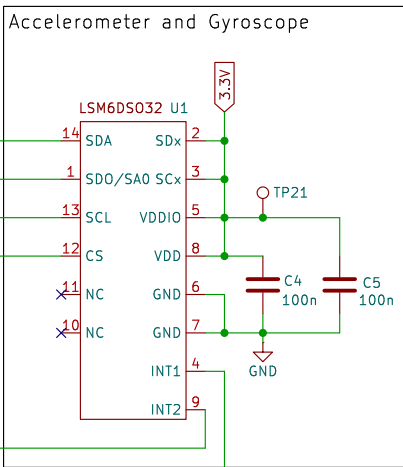 Accelerometer and Gyroscope
3.3V
LSM6DSO32 U1
14 SDA SDx 2
1 SDO/SA0 SCx 3
TP21
13 SCL VDDIO 5
12 CS VDD 8
C4 C5
11 NC GND 6
100n 100n
10 NC GND 7
INT1 4
GND
INT2 9